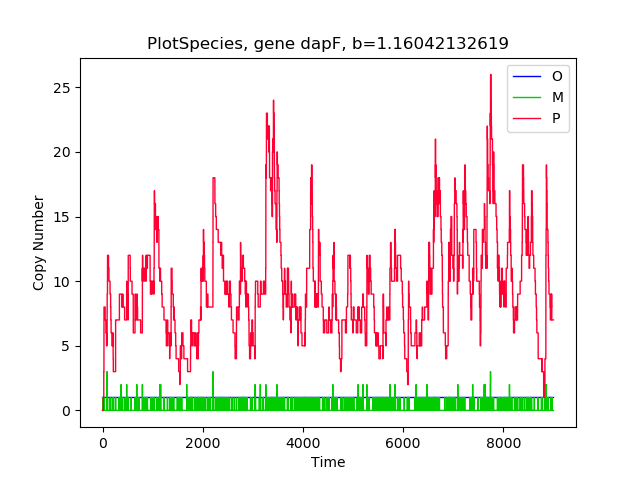 PlotSpecies, gene dapF, b=1.16042132619
O
M
P
25
20
15
10
5
0
Copy Number
0 2000 4000 6000 8000
Time